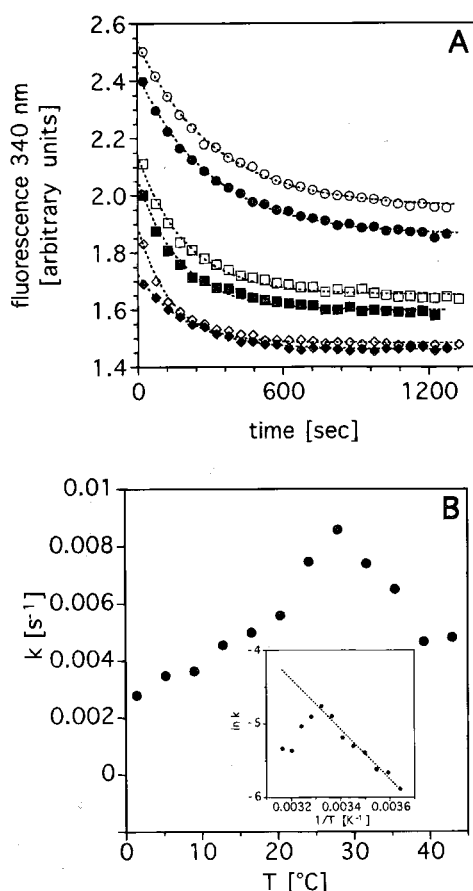 A
2.6
2.4
2.2
2.0
1.8
1.6
1.4
fluorescence 340 nm
[arbitrary units]
0 600 1200
time [sec]
B
0.01
0.008
0.006
0.004
0.002
0
k [s⁻¹]
-4
-5
-6
ln k
0.0032 0.0034 0.0036
1/T [K⁻¹]
0 10 20 30 40
T [°C]